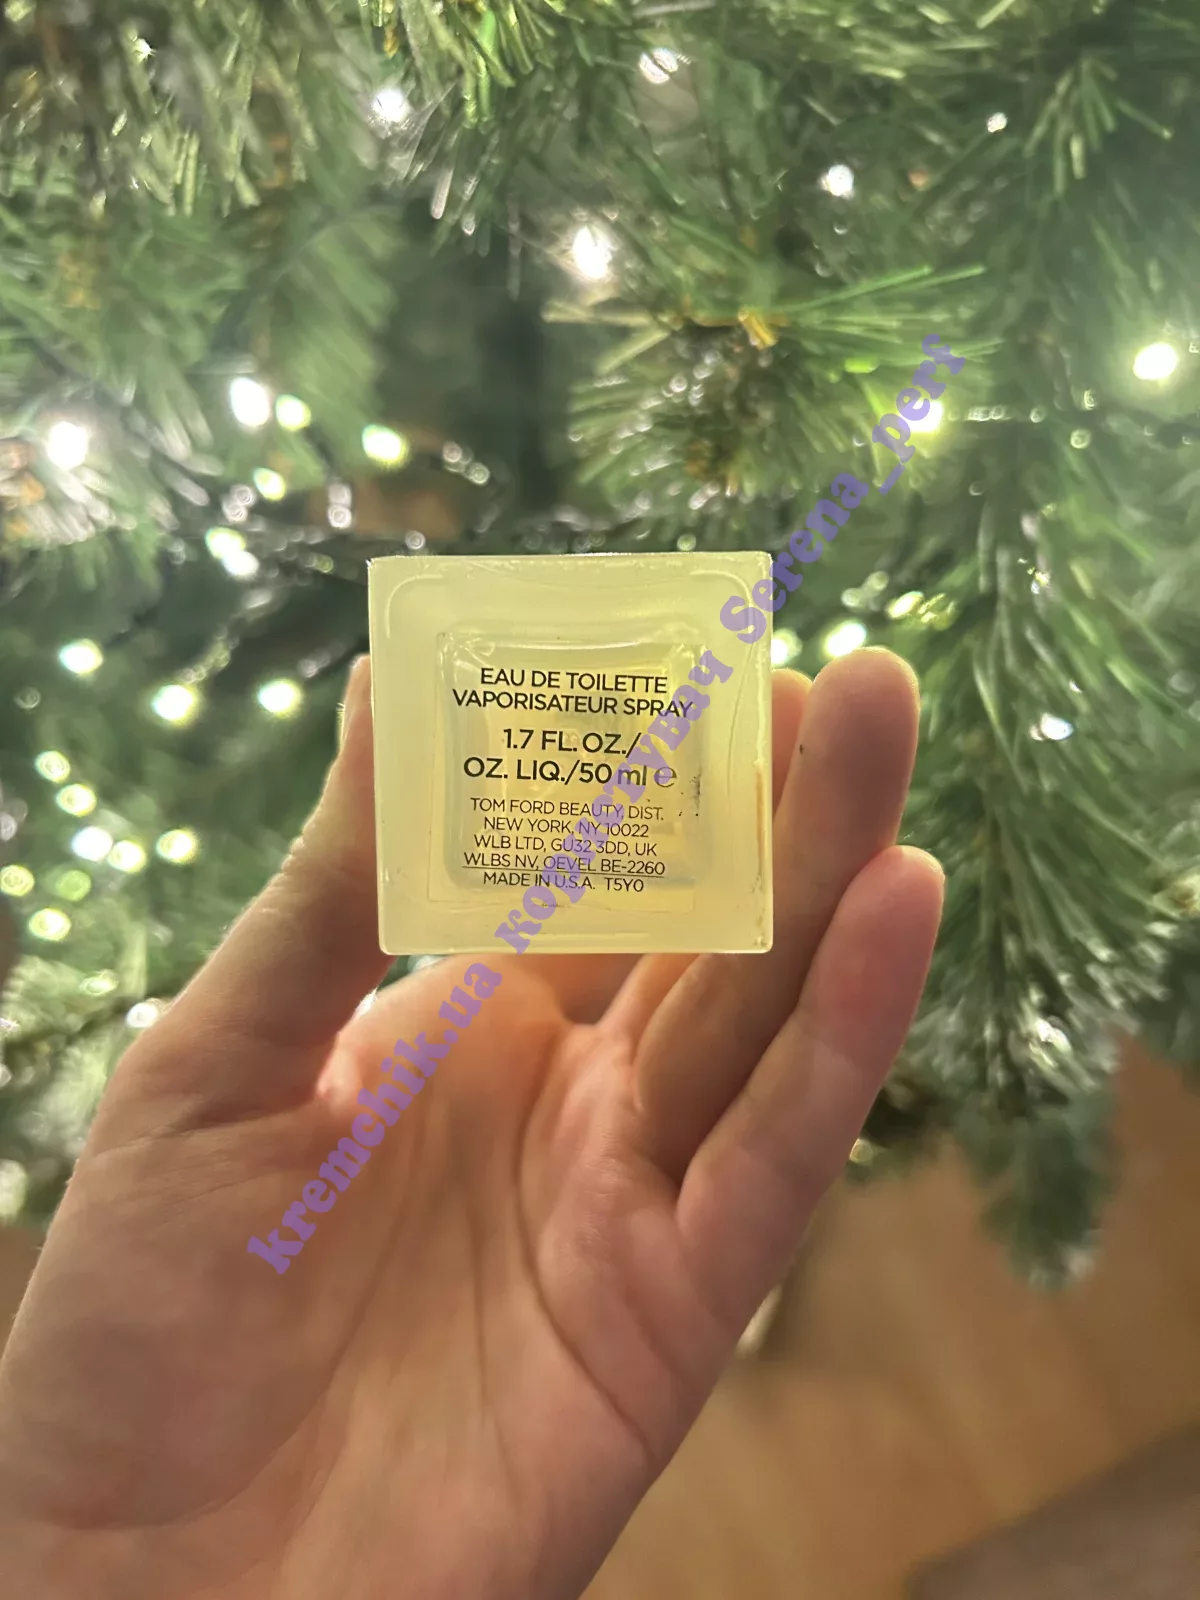 EAU DE TOILETTE
VAPORISATEUR SPRAY
1.7 FL. OZ./
OZ. LIQ./50 ml ℮
TOM FORD BEAUTY, DIST.
NEW YORK, NY 10022
WLB LTD, GU32 3DD, UK
WLBS NV, OEVEL BE-2260
MADE IN U.S.A. T5Y0
kremchik.ua користувач Serena_perf